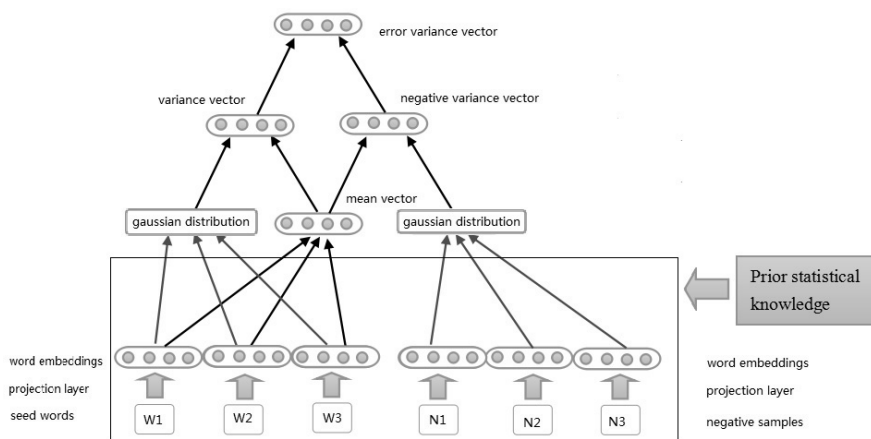 error variance vector
variance vector
negative variance vector
mean vector
gaussian distribution
gaussian distribution
Prior statistical
knowledge
word embeddings
word embeddings
projection layer
projection layer
seed words
W1
W2
W3
N1
N2
N3
negative samples